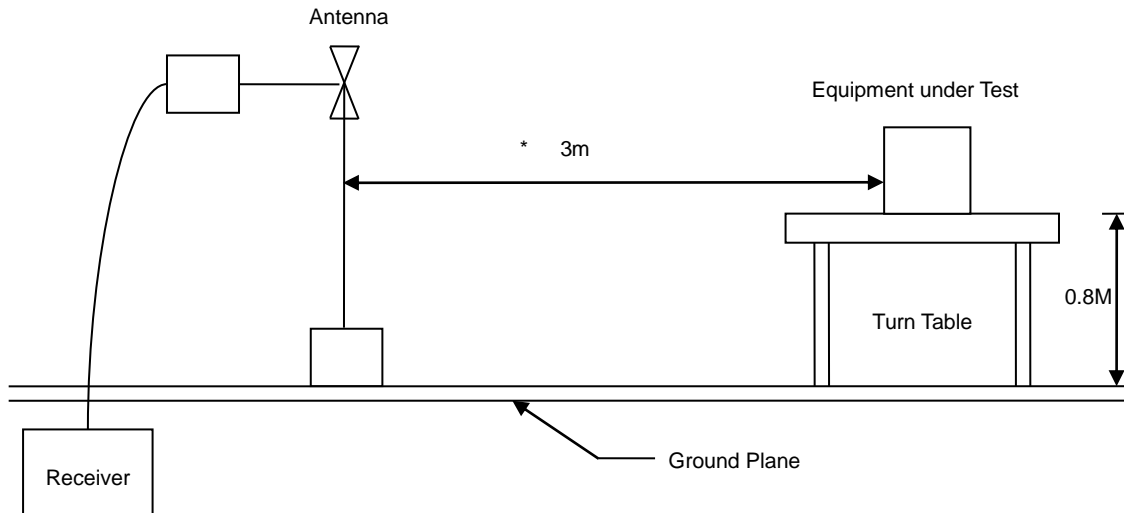 Antenna
Equipment under Test
* 3m
0.8M
Turn Table
Ground Plane
Receiver